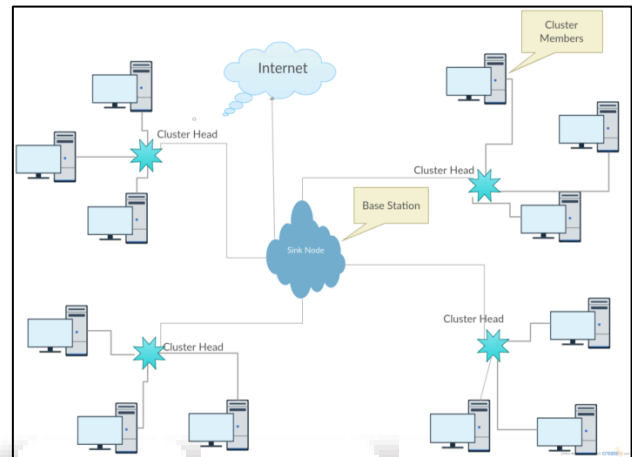 Cluster
Members
Internet
Cluster Head
Cluster Head
Base Station
Sink Node
Cluster Head
Cluster Head